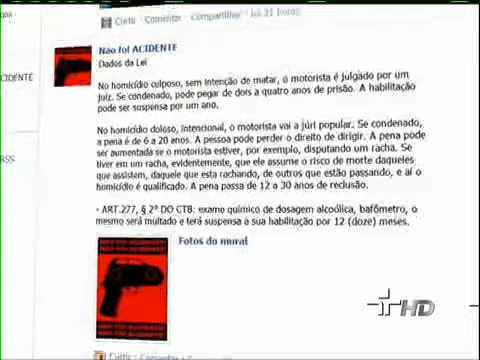 Curtir · Comentar · Compartilhar · há 21 horas
Não foi ACIDENTE
Dados da Lei
CIDENTE
No homicídio culposo, sem intenção de matar, o motorista é julgado por um
juiz. Se condenado, pode pegar de dois a quatro anos de prisão. A habilitação
pode ser suspensa por um ano.
No homicídio doloso, intencional, o motorista vai a júri popular. Se condenado,
a pena é de 6 a 20 anos. A pessoa pode perder o direito de dirigir. A pena pode
ser aumentada se o motorista estiver, por exemplo, disputando um racha. Se
tiver em um racha, evidentemente, que ele assume o risco de morte daqueles
que assistem, daquele que esta rachando, de outros que estão passando, e aí o
homicídio é qualificado. A pena passa de 12 a 30 anos de reclusão.
RSS
- ART.277, § 2º DO CTB: exame químico de dosagem alcoólica, bafômetro, o
mesmo será multado e terá suspensa a sua habilitação por 12 (doze) meses.
Fotos do mural
HD
Curtir · Comentar